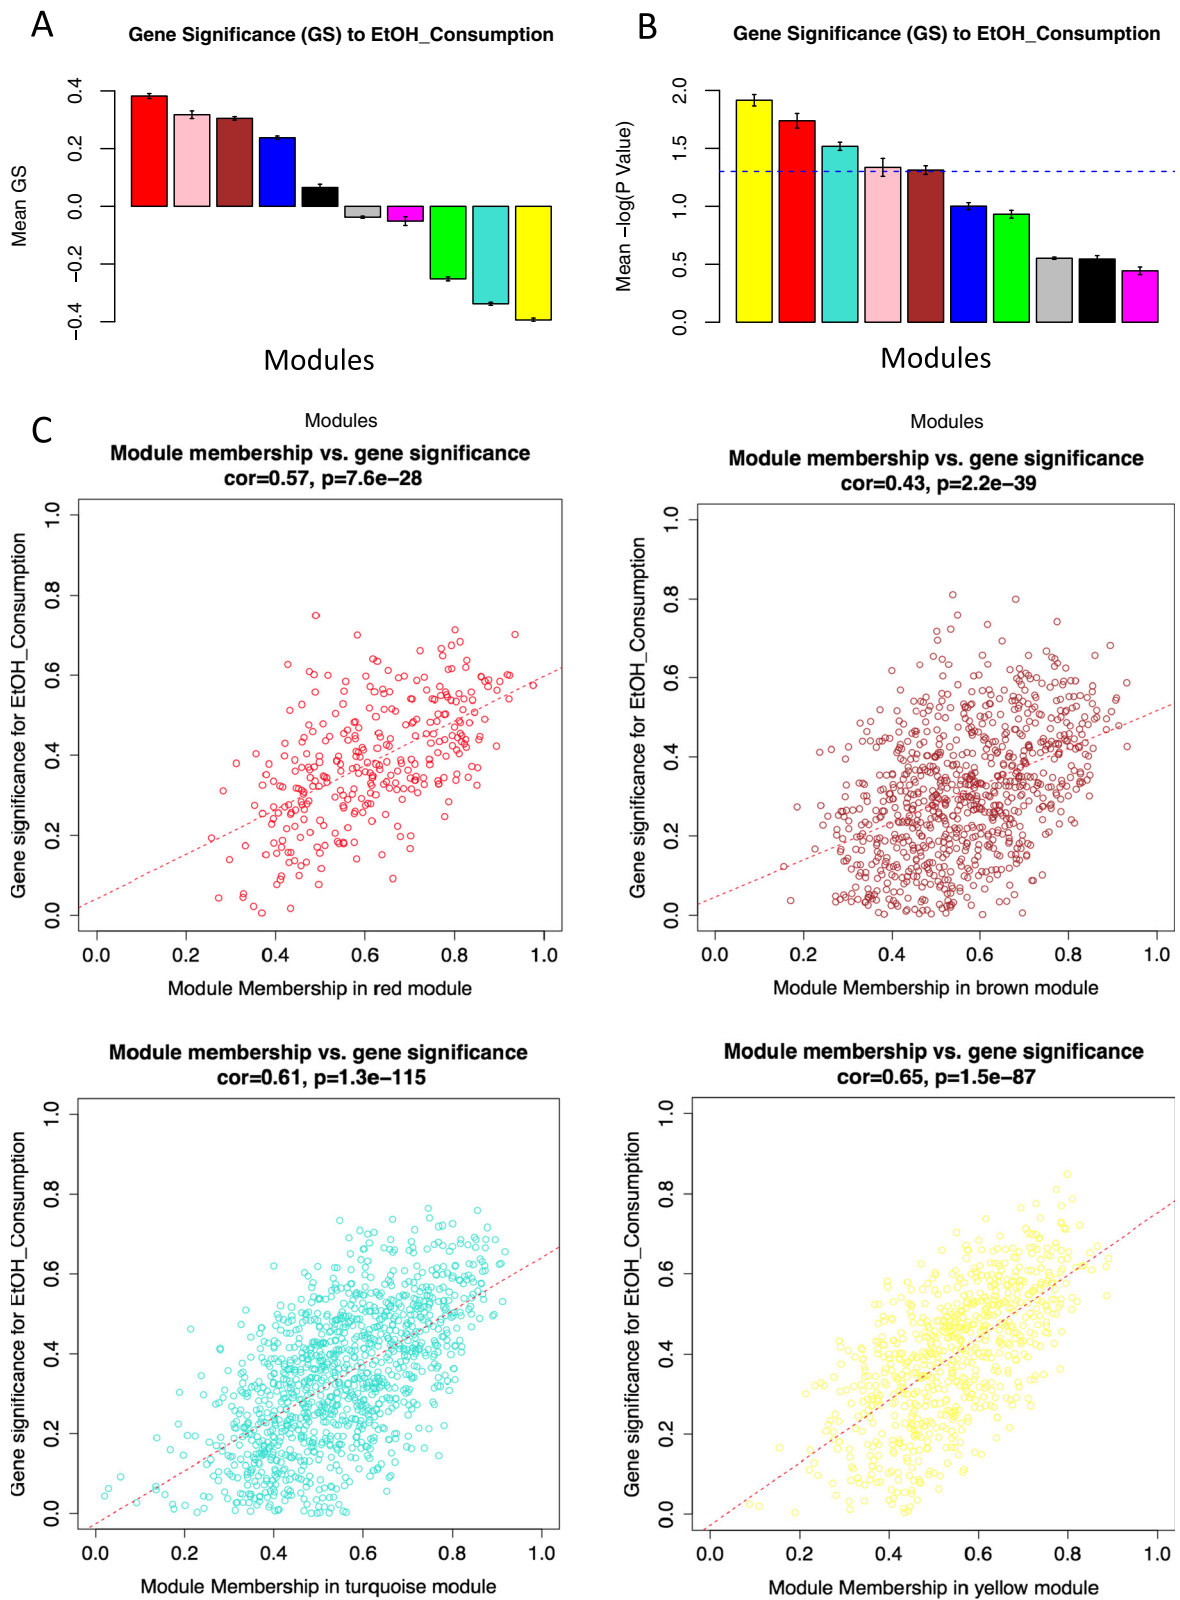 A
Gene Significance (GS) to EtOH_Consumption
Mean GS
0.4
0.2
0.0
−0.2
−0.4
Modules
B
Gene Significance (GS) to EtOH_Consumption
Mean −log(P Value)
2.0
1.5
1.0
0.5
0.0
Modules
C
Modules
Module membership vs. gene significance
cor=0.57, p=7.6e−28
Gene significance for EtOH_Consumption
1.0
0.8
0.6
0.4
0.2
0.0
0.0 0.2 0.4 0.6 0.8 1.0
Module Membership in red module
Modules
Module membership vs. gene significance
cor=0.43, p=2.2e−39
Gene significance for EtOH_Consumption
1.0
0.8
0.6
0.4
0.2
0.0
0.0 0.2 0.4 0.6 0.8 1.0
Module Membership in brown module
Module membership vs. gene significance
cor=0.61, p=1.3e−115
Gene significance for EtOH_Consumption
1.0
0.8
0.6
0.4
0.2
0.0
0.0 0.2 0.4 0.6 0.8 1.0
Module Membership in turquoise module
Module membership vs. gene significance
cor=0.65, p=1.5e−87
Gene significance for EtOH_Consumption
1.0
0.8
0.6
0.4
0.2
0.0
0.0 0.2 0.4 0.6 0.8 1.0
Module Membership in yellow module